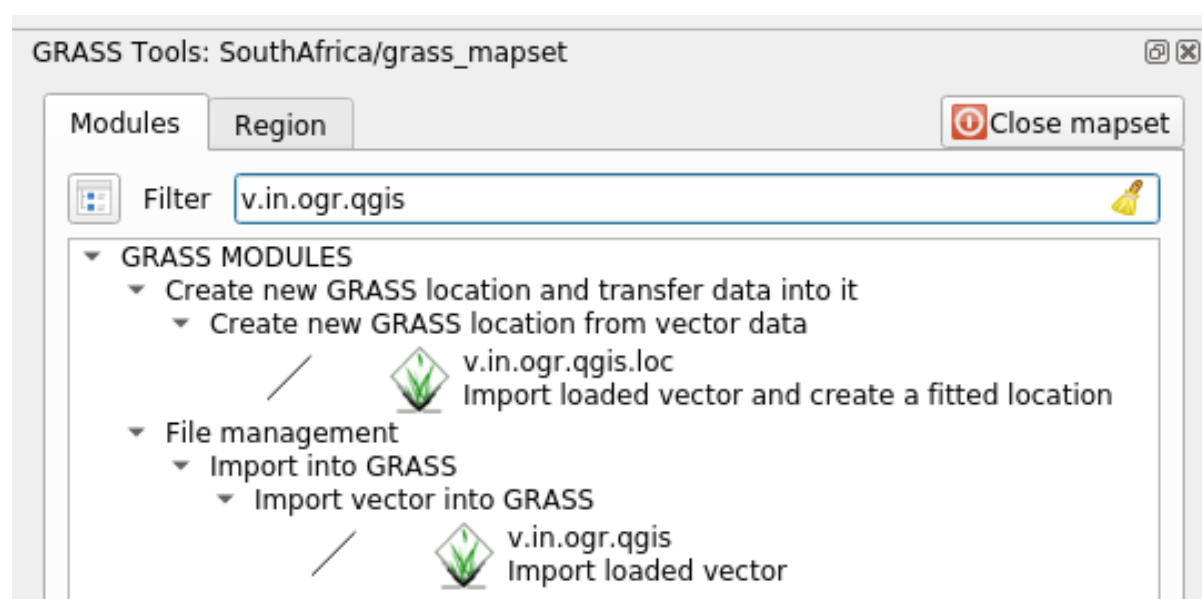 GRASS Tools: SouthAfrica/grass_mapset
Modules
Region
Close mapset
Filter
v.in.ogr.qgis
GRASS MODULES
Create new GRASS location and transfer data into it
Create new GRASS location from vector data
v.in.ogr.qgis.loc
Import loaded vector and create a fitted location
File management
Import into GRASS
Import vector into GRASS
v.in.ogr.qgis
Import loaded vector